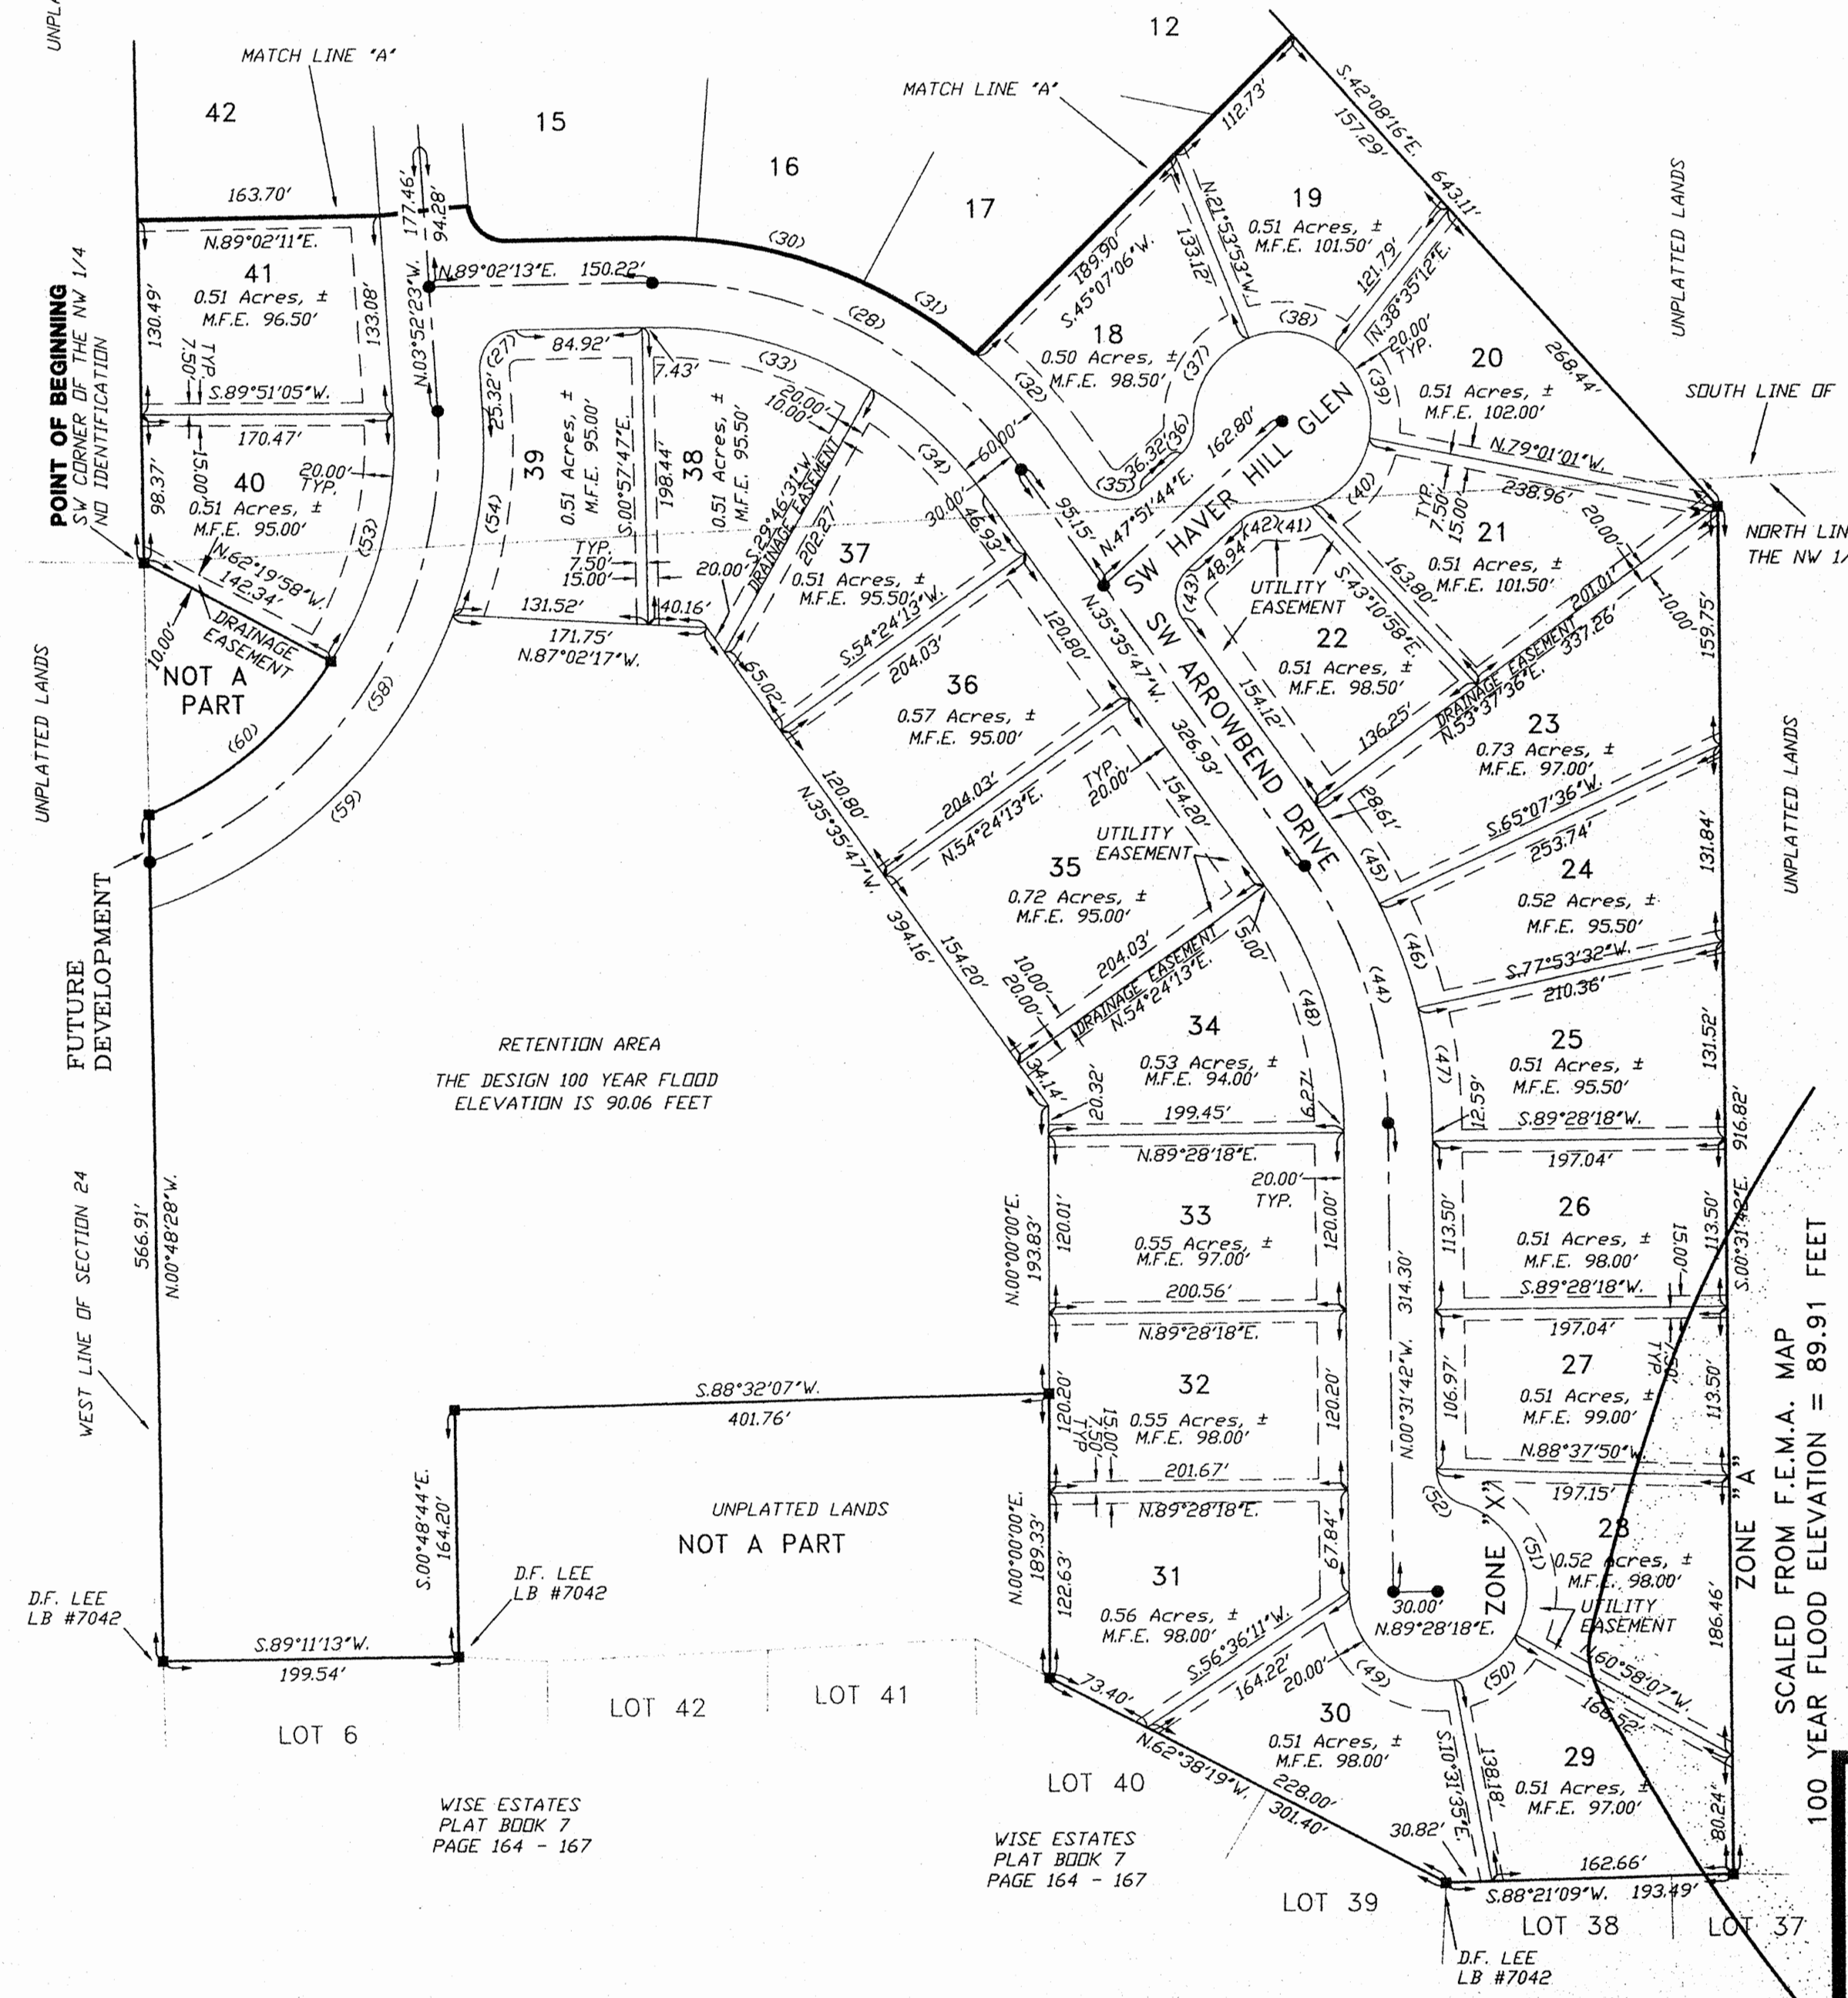 UNPLA
MATCH LINE "A"
42
15
16
17
12
MATCH LINE "A"
112.73'
S.42°08'16"E.
157.29'
643.11'
163.70'
N.89°02'11"E.
41
0.51 Acres, ±
M.F.E. 96.50'
130.49'
133.08'
7.50'
TYP.
S.89°51'05"W.
170.47'
15.00'
177.46'
94.28'
N.03°52'23"W.
N.89°02'13"E. 150.22'
(30)
(31)
(28)
POINT OF BEGINNING
SW CORNER OF THE NW 1/4
NO IDENTIFICATION
40
0.51 Acres, ±
M.F.E. 95.00'
20.00'
TYP.
98.37'
N.62°19'58"W.
142.34'
10.00'
DRAINAGE
EASEMENT
(53)
NOT A
PART
(60)
(58)
(59)
UNPLATTED LANDS
(27)
84.92'
25.32'
(54)
39
0.51 Acres, ±
M.F.E. 95.00'
S.00°57'47"E.
198.44'
TYP.
7.50'
15.00'
131.52'
40.16'
171.75'
N.87°02'17"W.
7.43'
38
0.51 Acres, ±
M.F.E. 95.50'
(33)
20.00'
10.00'
S.29°46'31"W.
DRAINAGE EASEMENT
202.27'
20.00'
37
0.51 Acres, ±
M.F.E. 95.50'
(34)
30.00'
60.00'
46.93'
S.54°24'13"W.
204.03'
65.02'
(32)
18
0.50 Acres, ±
M.F.E. 98.50'
189.90'
S.45°07'06"W.
(37)
(36)
36.32'
(35)
N.21°53'53"W.
133.12'
19
0.51 Acres, ±
M.F.E. 101.50'
121.79'
N.38°35'12"E.
(38)
20.00'
TYP.
(39)
20
0.51 Acres, ±
M.F.E. 102.00'
268.44'
UNPLATTED LANDS
SOUTH LINE OF
N.79°01'01"W.
238.96'
TYP.
7.50'
15.00'
20.00'
NORTH LIN
THE NW 1/
(40)
21
0.51 Acres, ±
M.F.E. 101.50'
201.01'
10.00'
DRAINAGE EASEMENT 337.26'
N.53°37'36"E.
159.75'
162.80'
N.47°51'44"E.
SW HAVER HILL GLEN
95.15'
(42)
(41)
48.94'
(43)
UTILITY
EASEMENT
163.80'
S.43°10'58"E.
22
0.51 Acres, ±
M.F.E. 98.50'
154.12'
136.25'
N.35°35'47"W.
326.93'
SW ARROWBEND DRIVE
120.80'
36
0.57 Acres, ±
M.F.E. 95.00'
120.80'
204.03'
N.54°24'13"E.
TYP.
20.00'
N.35°35'47"W.
394.16'
23
0.73 Acres, ±
M.F.E. 97.00'
28.61'
(45)
S.65°07'36"W.
253.74'
131.84'
UNPLATTED LANDS
154.20'
UTILITY
EASEMENT
35
0.72 Acres, ±
M.F.E. 95.00'
154.20'
204.03'
DRAINAGE EASEMENT
N.54°24'13"E.
5.00'
10.00'
20.00'
(44)
24
0.52 Acres, ±
M.F.E. 95.50'
(46)
S.77°53'32"W.
210.36'
FUTURE
DEVELOPMENT
RETENTION AREA
THE DESIGN 100 YEAR FLOOD
ELEVATION IS 90.06 FEET
34
0.53 Acres, ±
M.F.E. 94.00'
34.14'
20.32'
199.45'
N.89°28'18"E.
6.27'
(48)
25
0.51 Acres, ±
M.F.E. 95.50'
(47)
12.59'
S.89°28'18"W.
197.04'
131.52'
916.82'
S.00°31'42"E.
WEST LINE OF SECTION 24
566.91'
N.00°48'28"W.
N.00°00'00"E.
193.83'
120.01'
33
0.55 Acres, ±
M.F.E. 97.00'
20.00'
TYP.
120.00'
200.56'
N.89°28'18"E.
314.30'
N.00°31'42"W.
26
0.51 Acres, ±
M.F.E. 98.00'
113.50'
113.50'
15.00'
7.50'
TYP.
S.89°28'18"W.
197.04'
S.88°32'07"W.
401.76'
32
0.55 Acres, ±
M.F.E. 98.00'
120.20'
120.20'
15.00'
7.50'
TYP
201.67'
N.89°28'18"E.
27
0.51 Acres, ±
M.F.E. 99.00'
106.97'
113.50'
N.88°37'50"W.
197.15'
S.00°48'44"E.
164.20'
UNPLATTED LANDS
NOT A PART
D.F. LEE
LB #7042
D.F. LEE
LB #7042
S.89°11'13"W.
199.54'
N.00°00'00"E.
189.33'
122.63'
31
0.56 Acres, ±
M.F.E. 98.00'
67.84'
S.56°36'11"W.
164.22'
20.00'
73.40'
30.00'
N.89°28'18"E.
(52)
ZONE "X"
(51)
28
0.52 Acres, ±
M.F.E. 98.00'
UTILITY
EASEMENT
N.60°58'07"W.
166.52'
186.46'
ZONE "A"
SCALED FROM F.E.M.A. MAP
100 YEAR FLOOD ELEVATION = 89.91 FEET
LOT 6
LOT 42
LOT 41
LOT 40
(49)
(50)
30
0.51 Acres, ±
M.F.E. 98.00'
N.62°38'19"W.
228.00'
301.40'
S.10°31'35"E.
138.18'
29
0.51 Acres, ±
M.F.E. 97.00'
80.24'
30.82'
162.66'
S.88°21'09"W. 193.49'
WISE ESTATES
PLAT BOOK 7
PAGE 164 - 167
WISE ESTATES
PLAT BOOK 7
PAGE 164 - 167
LOT 39
LOT 38
LOT 37
D.F. LEE
LB #7042